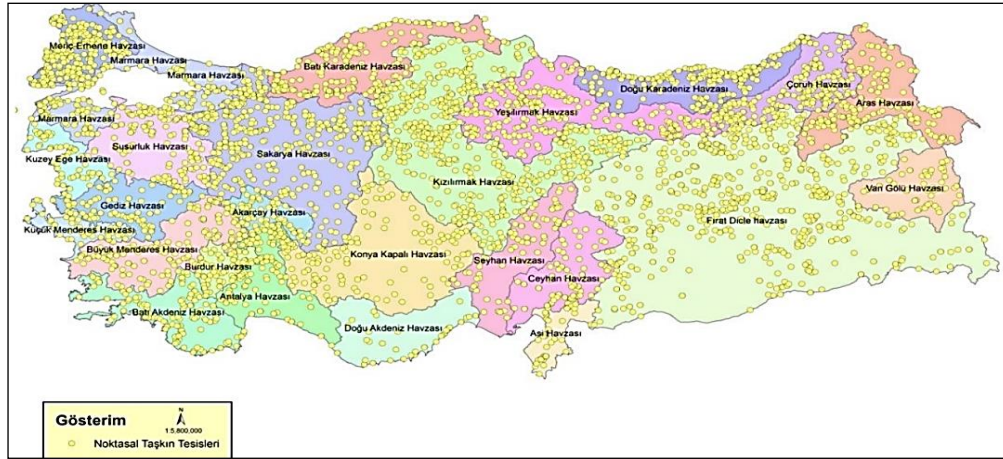 Meriç Ergene Havzası
Marmara Havzası
Marmara Havzası
Batı Karadeniz Havzası
Doğu Karadeniz Havzası
Çoruh Havzası
Aras Havzası
Yeşilırmak Havzası
Marmara Havzası
Susurluk Havzası
Sakarya Havzası
Kuzey Ege Havzası
Kızılırmak Havzası
Van Gölü Havzası
Gediz Havzası
Akarçay Havzası
Fırat Dicle havzası
Küçük Menderes Havzası
Büyük Menderes Havzası
Konya Kapalı Havzası
Seyhan Havzası
Burdur Havzası
Ceyhan Havzası
Antalya Havzası
Batı Akdeniz Havzası
Doğu Akdeniz Havzası
Asi Havzası
Gösterim
N
1:5.800.000
Noktasal Taşkın Tesisleri